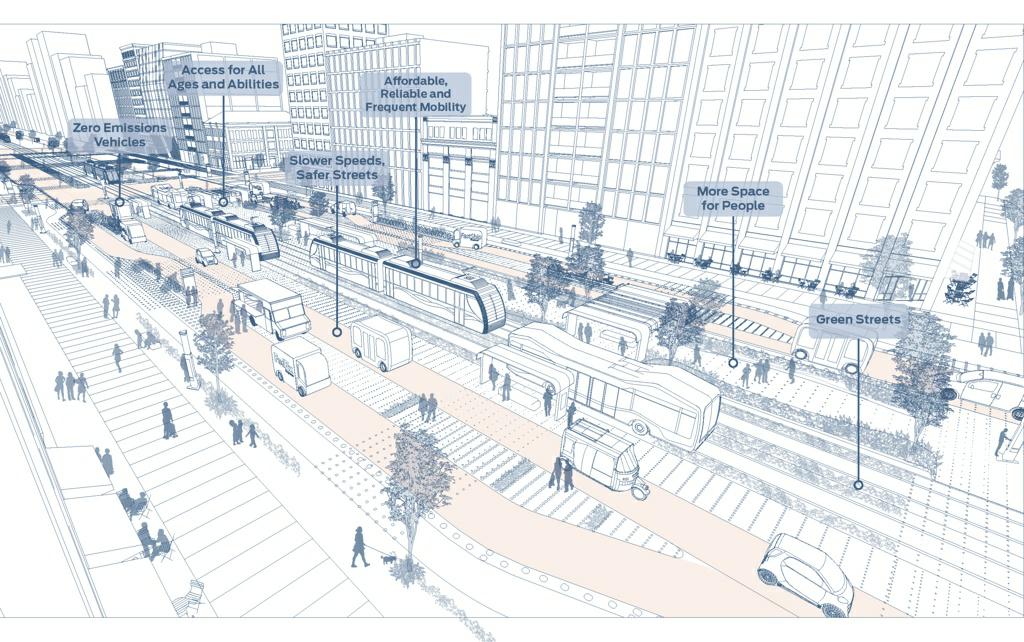 Access for All
Ages and Abilities
Affordable,
Reliable and
Frequent Mobility
Zero Emissions
Vehicles
Slower Speeds,
Safer Streets
More Space
for People
Green Streets